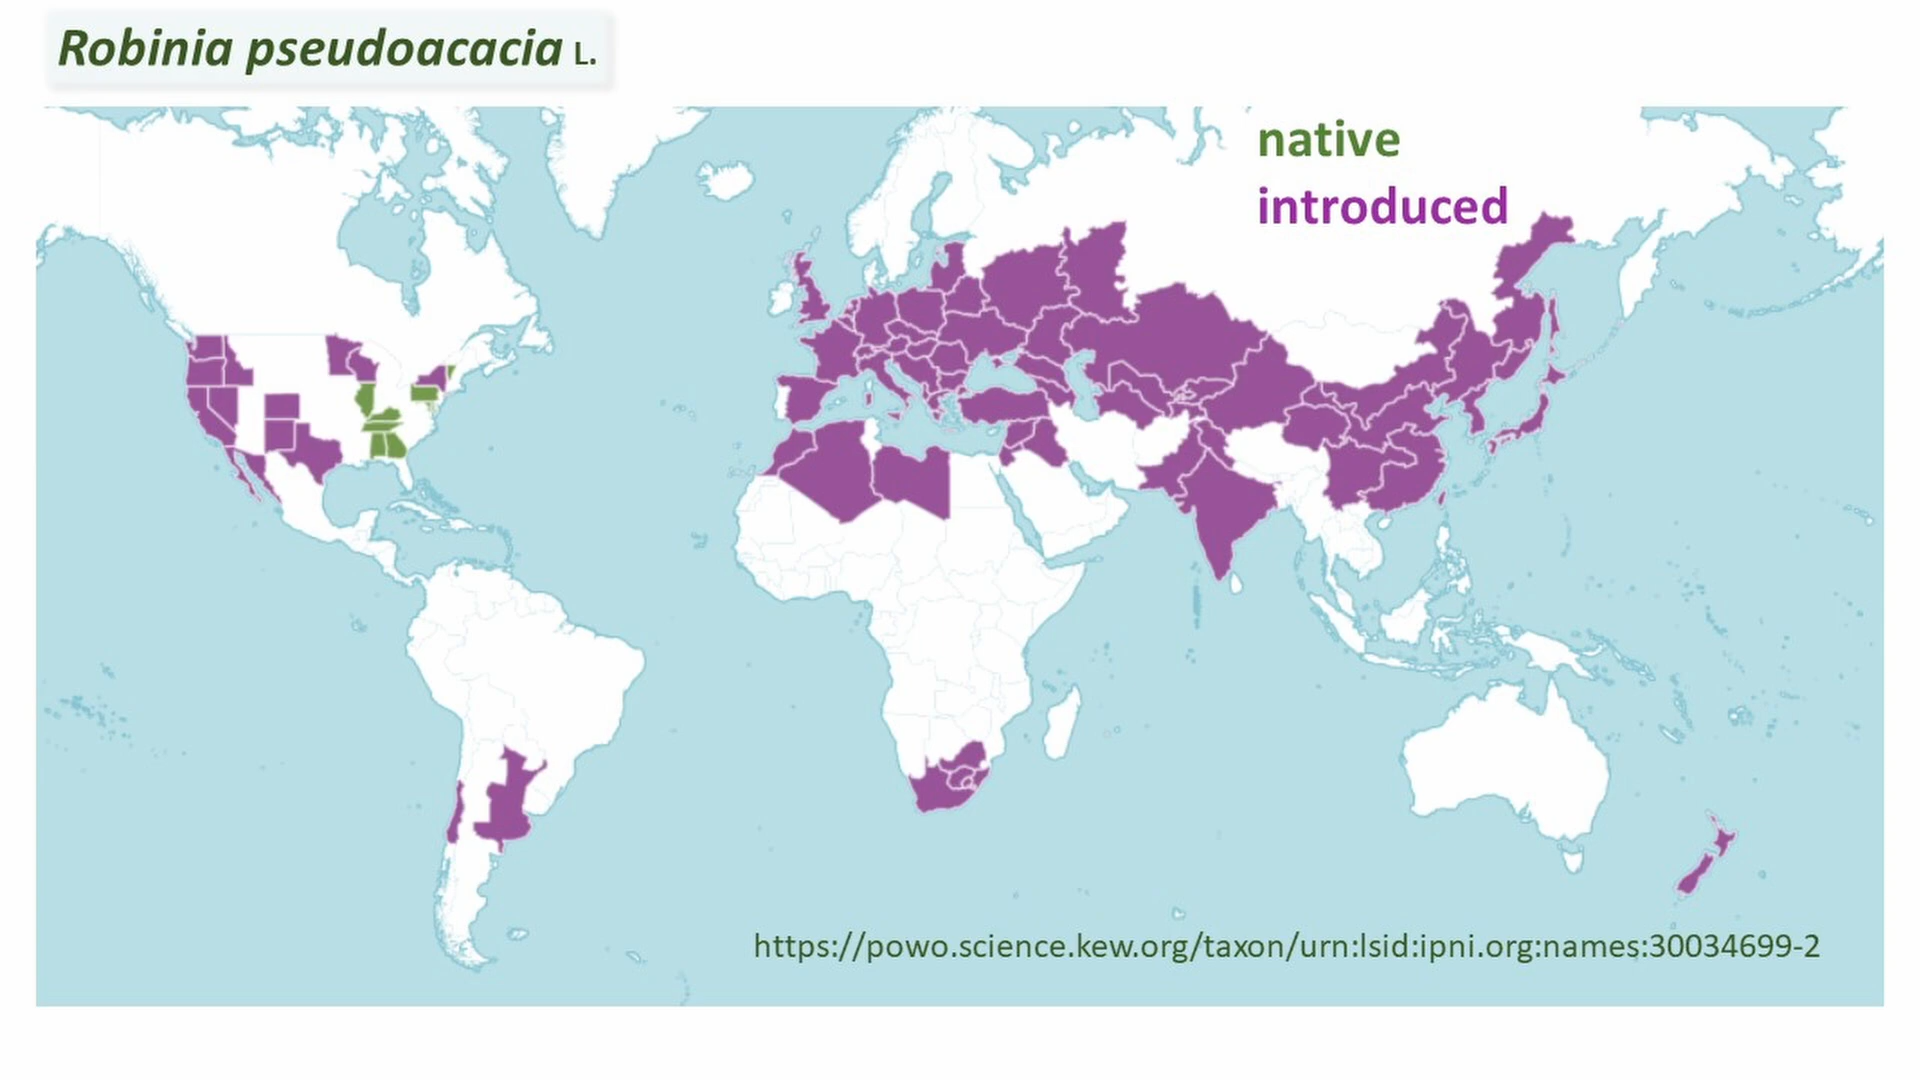 Robinia pseudoacacia L.
native
introduced
https://powo.science.kew.org/taxon/urn:lsid:ipni.org:names:30034699-2